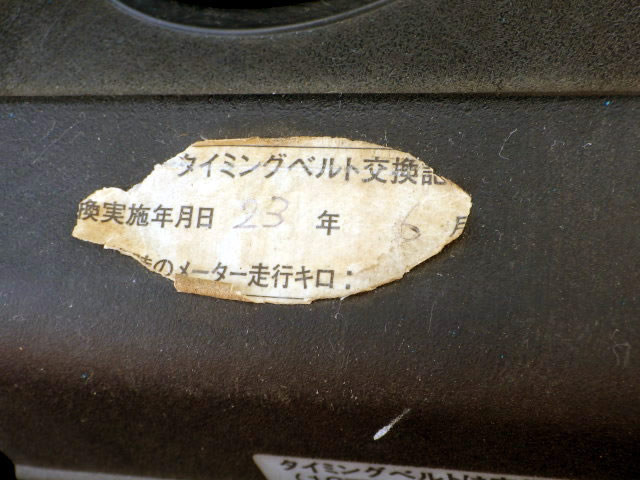 タイミングベルト交換記
換実施年月日 23 年 6 月
時のメーター走行キロ:
タイミングベルトは